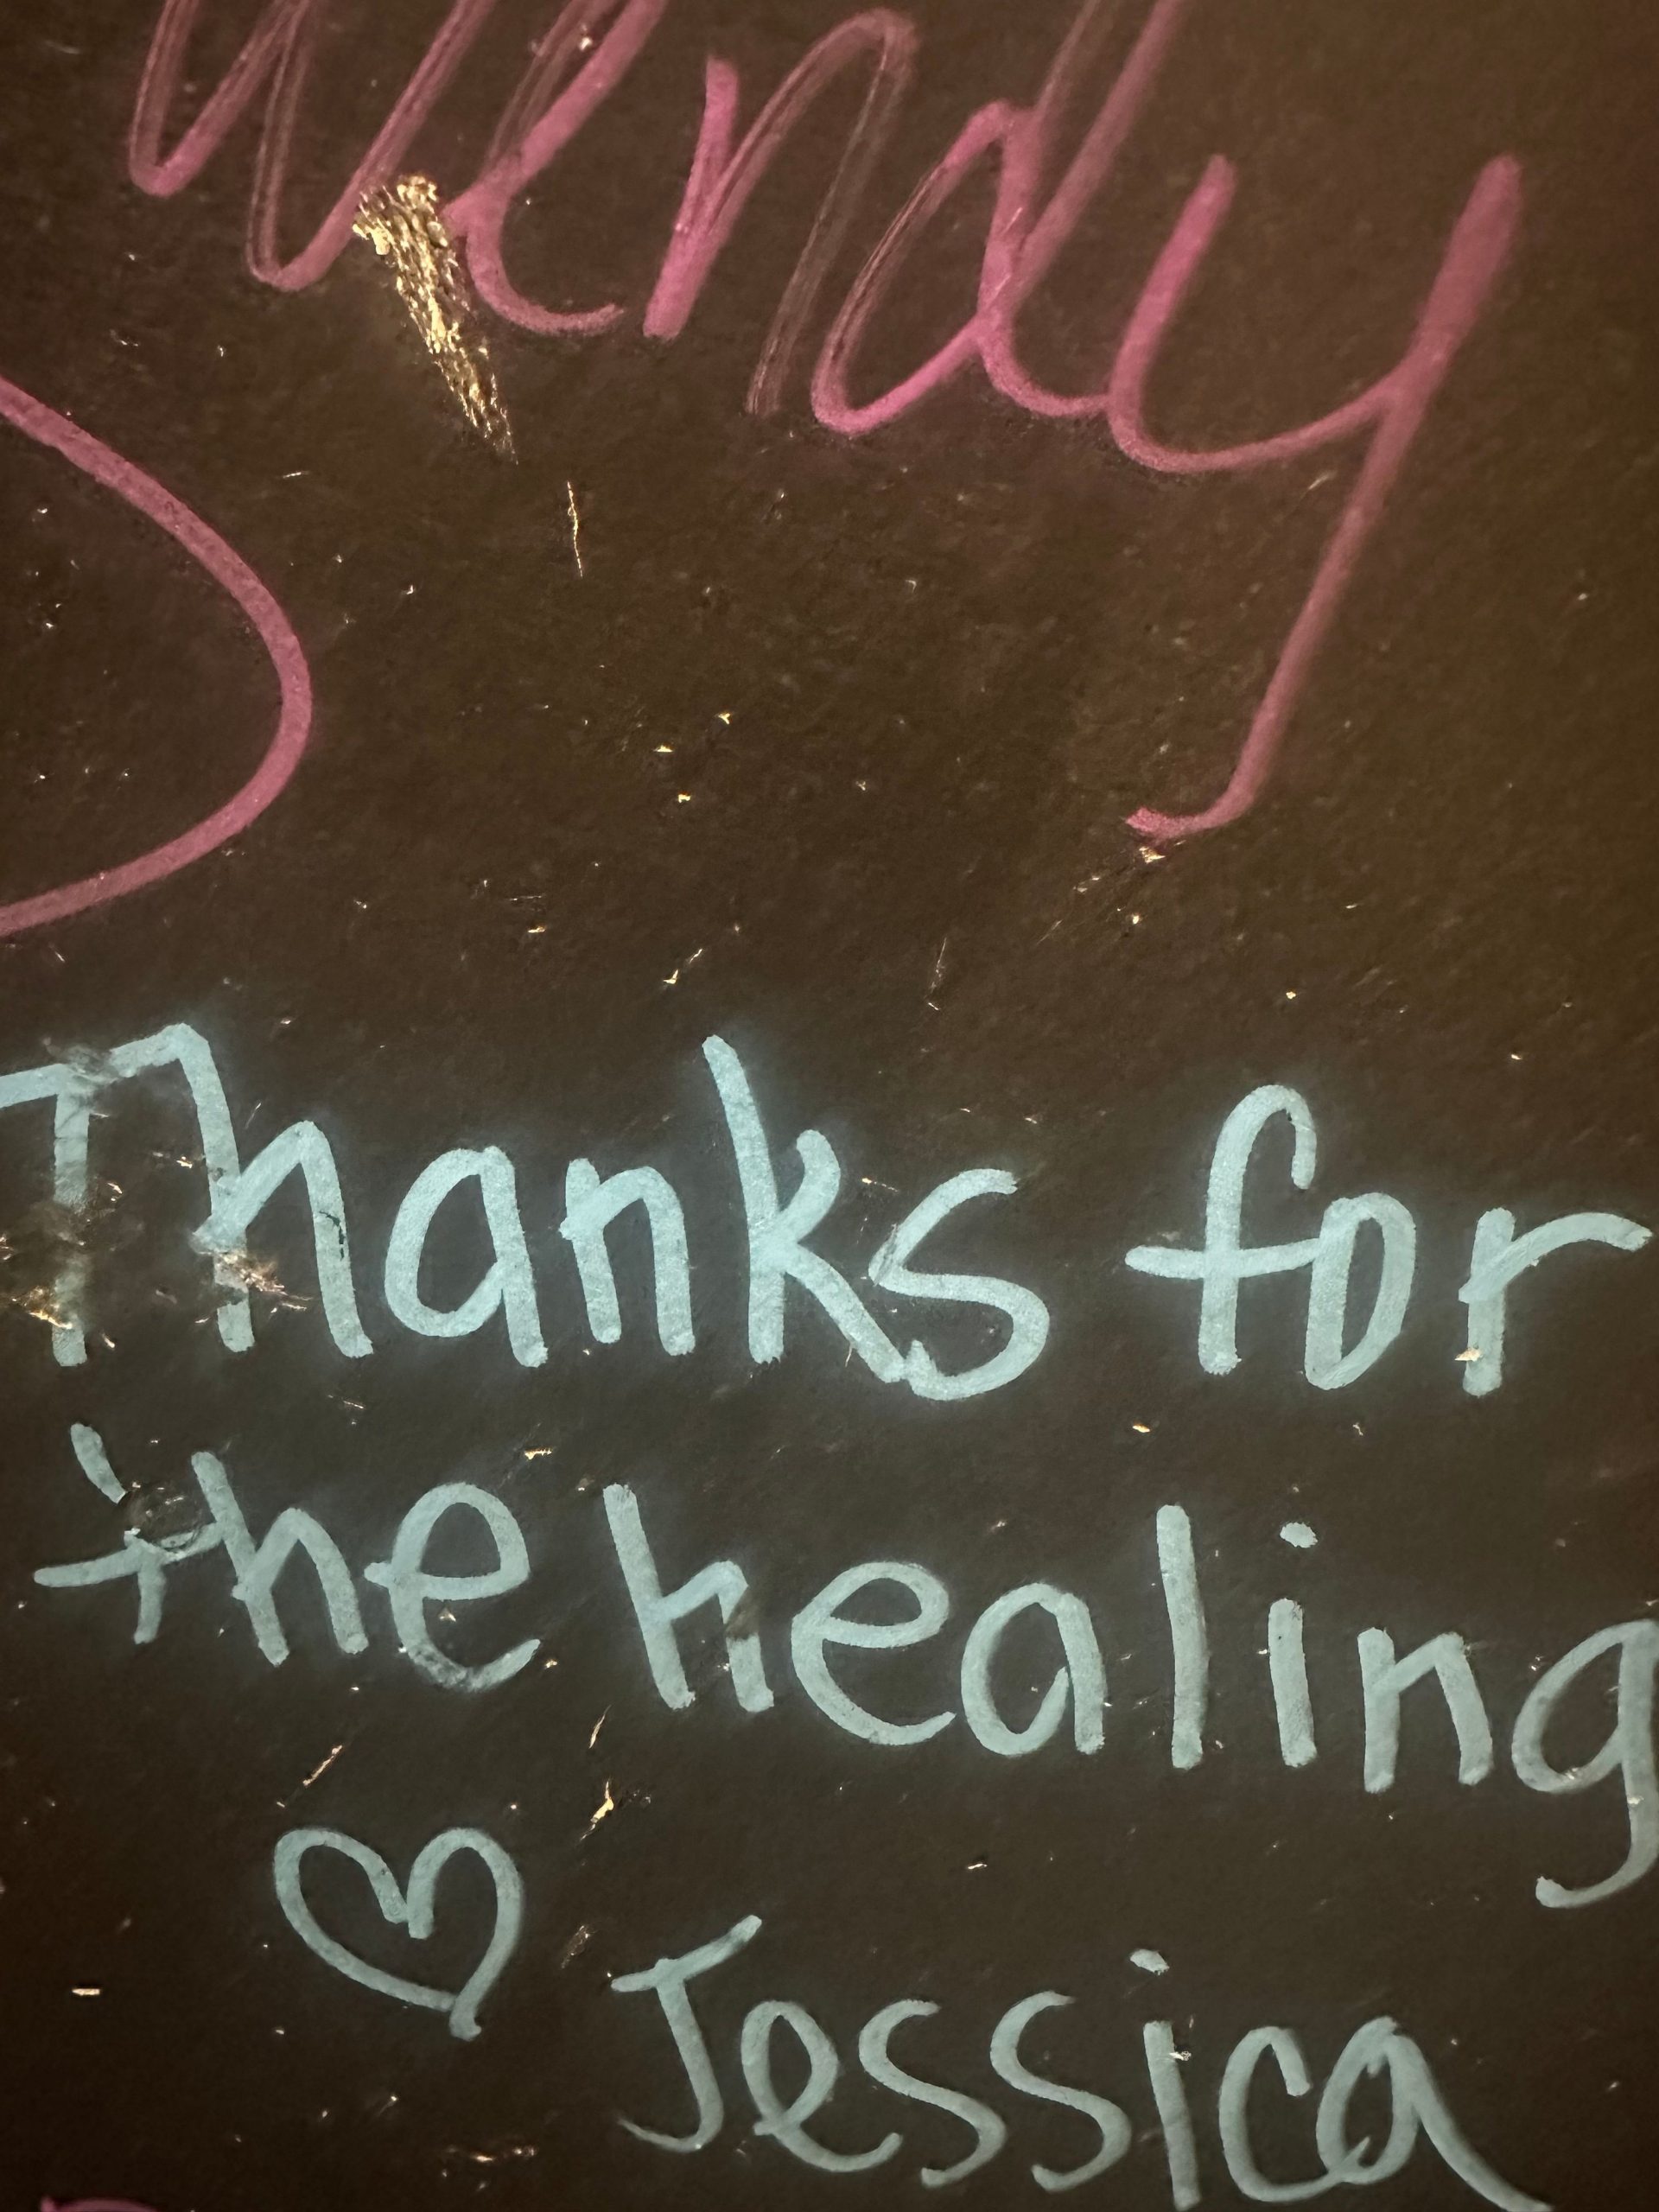 Wendy
Thanks for
the healing
♡ Jessica